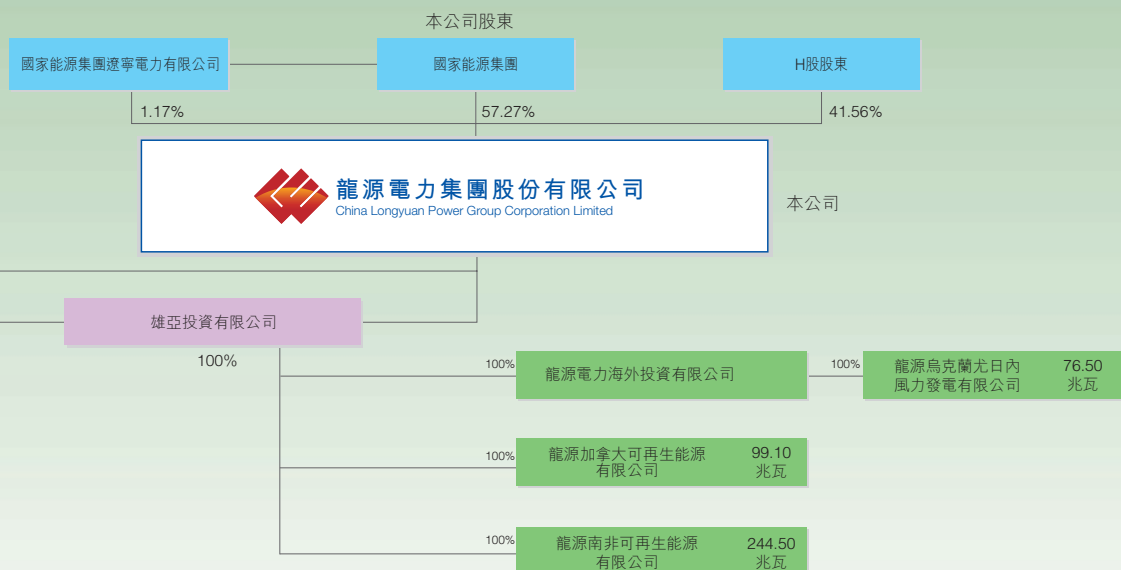 本公司股東
國家能源集團遼寧電力有限公司
國家能源集團
H股股東
1.17%
57.27%
41.56%
龍源電力集團股份有限公司
China Longyuan Power Group Corporation Limited
本公司
雄亞投資有限公司
100%
100%
龍源電力海外投資有限公司
100%
龍源烏克蘭尤日內
風力發電有限公司
76.50
兆瓦
100%
龍源加拿大可再生能源
有限公司
99.10
兆瓦
100%
龍源南非可再生能源
有限公司
244.50
兆瓦